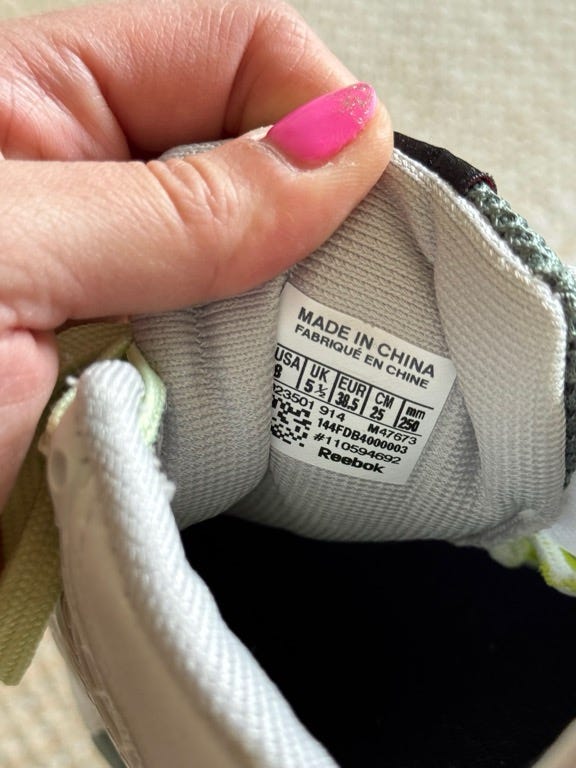 MADE IN CHINA
FABRIQUÉ EN CHINE
USA UK EUR CM mm
8 5 ½ 38.5 25 250
23501 914 M47673
144FDB4000003
#110594692
Reebok